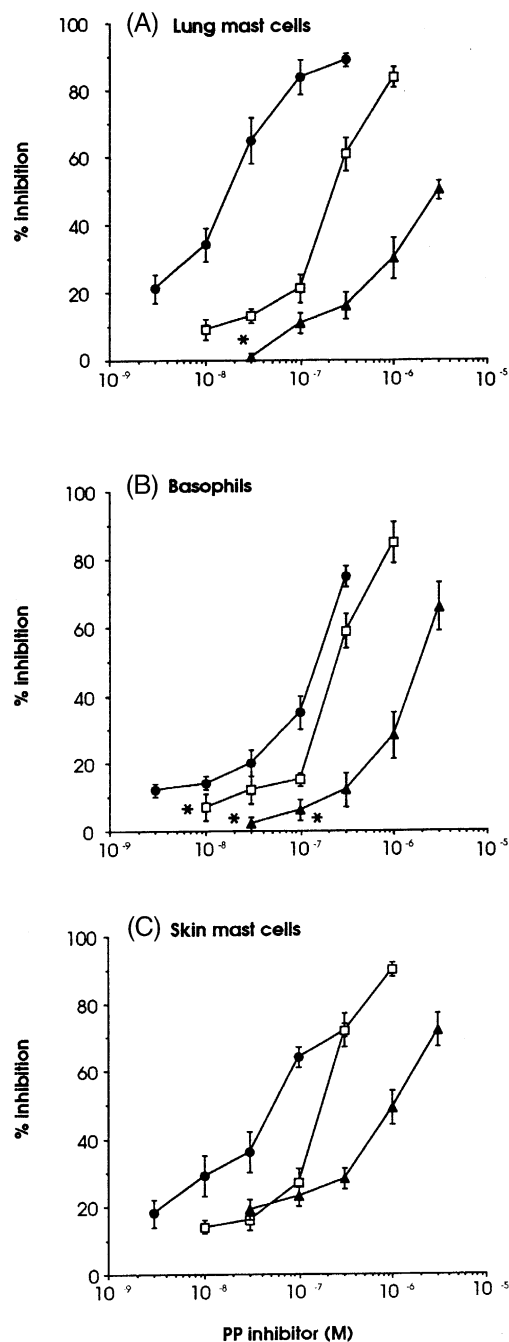 (A) Lung mast cells
100
80
60
40
20
0
% inhibition
*
10⁻⁹ 10⁻⁸ 10⁻⁷ 10⁻⁶ 10⁻⁵
(B) Basophils
100
80
60
40
20
0
% inhibition
* * *
10⁻⁹ 10⁻⁸ 10⁻⁷ 10⁻⁶ 10⁻⁵
(C) Skin mast cells
100
80
60
40
20
0
% inhibition
10⁻⁹ 10⁻⁸ 10⁻⁷ 10⁻⁶ 10⁻⁵
PP inhibitor (M)